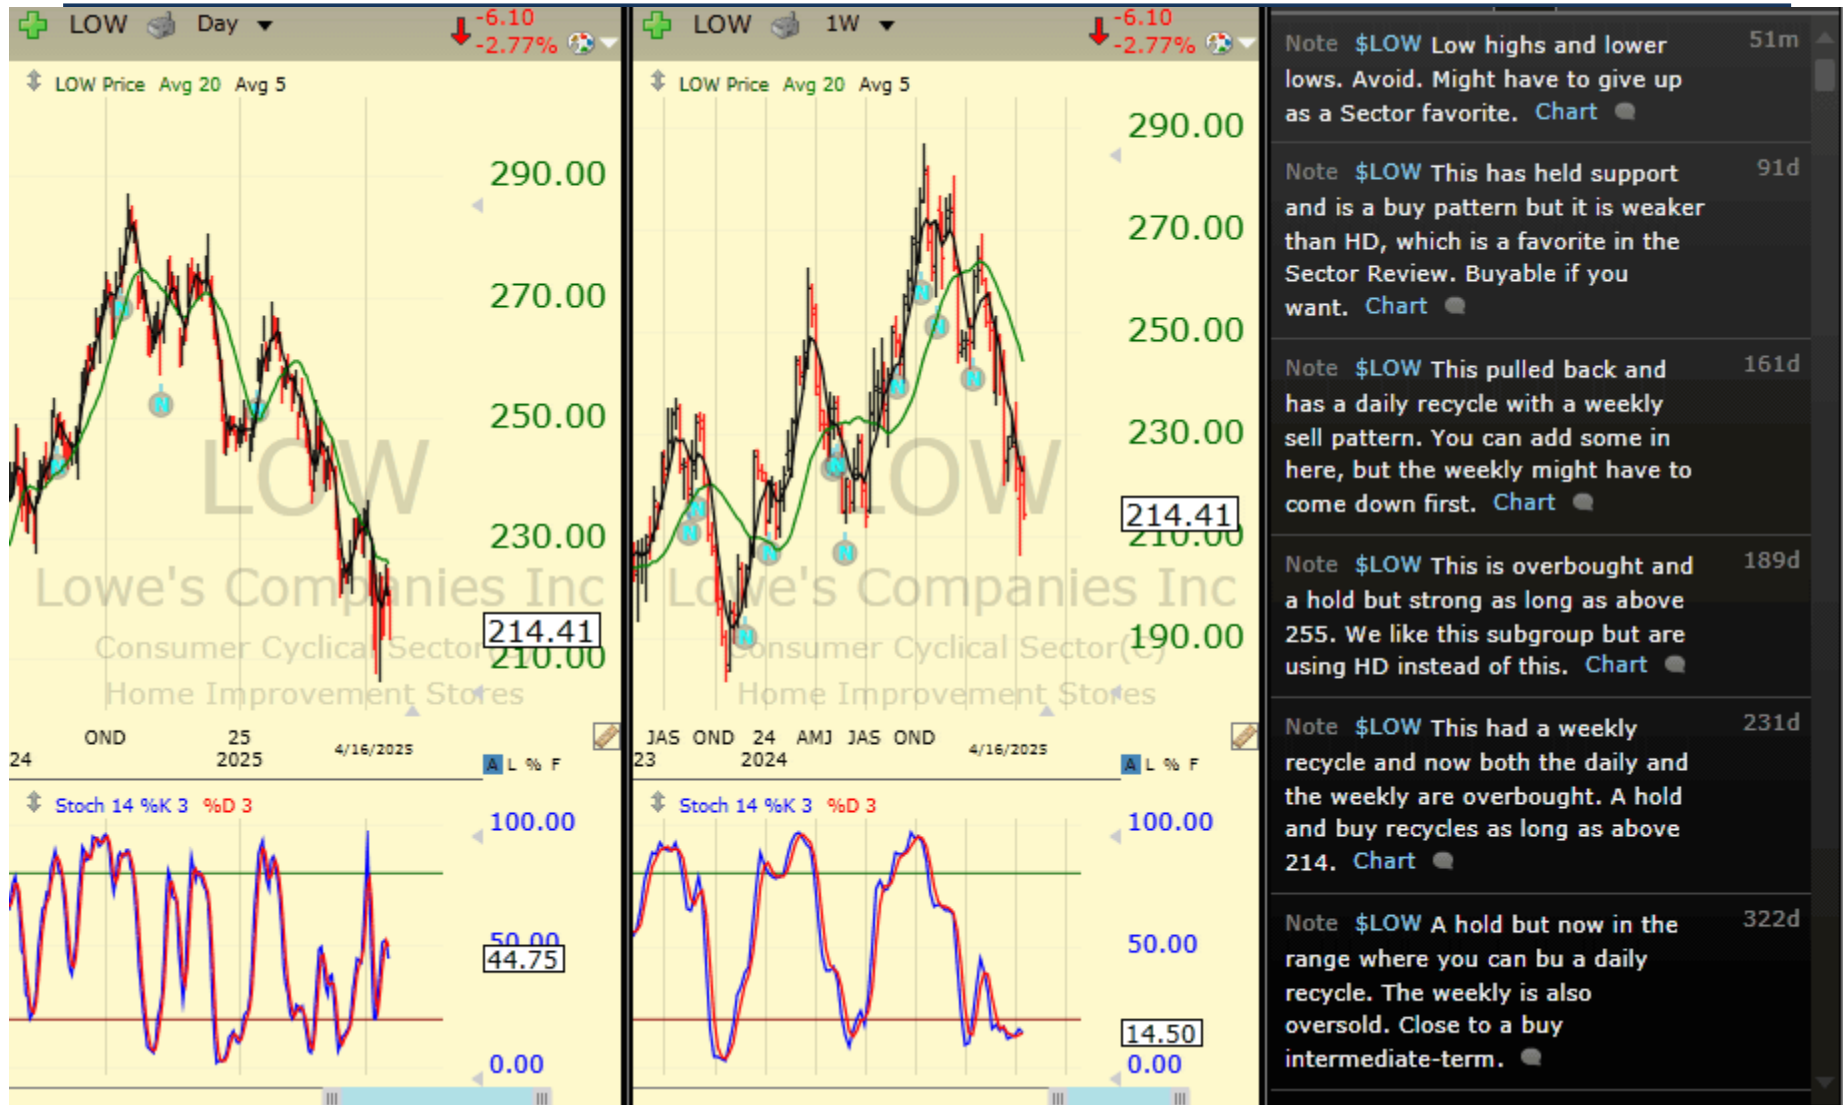 LOW Day -6.10
-2.77%
LOW Price Avg 20 Avg 5
290.00
270.00
250.00
230.00
214.41
210.00
LOW
Lowe's Companies Inc
Consumer Cyclical Sector(C)
Home Improvement Stores
OND 25
24 2025 4/16/2025
A L % F
Stoch 14 %K 3 %D 3
100.00
50.00
44.75
0.00
N
N
N
LOW 1W -6.10
-2.77%
LOW Price Avg 20 Avg 5
290.00
270.00
250.00
230.00
214.41
210.00
190.00
LOW
Lowe's Companies Inc
Consumer Cyclical Sector(C)
Home Improvement Stores
JAS OND 24 AMJ JAS OND
23 2024 4/16/2025
A L % F
Stoch 14 %K 3 %D 3
100.00
50.00
14.50
0.00
N
N
N
N
N
N
N
N
N
N
Note $LOW Low highs and lower 51m
lows. Avoid. Might have to give up
as a Sector favorite. Chart
Note $LOW This has held support 91d
and is a buy pattern but it is weaker
than HD, which is a favorite in the
Sector Review. Buyable if you
want. Chart
Note $LOW This pulled back and 161d
has a daily recycle with a weekly
sell pattern. You can add some in
here, but the weekly might have to
come down first. Chart
Note $LOW This is overbought and 189d
a hold but strong as long as above
255. We like this subgroup but are
using HD instead of this. Chart
Note $LOW This had a weekly 231d
recycle and now both the daily and
the weekly are overbought. A hold
and buy recycles as long as above
214. Chart
Note $LOW A hold but now in the 322d
range where you can bu a daily
recycle. The weekly is also
oversold. Close to a buy
intermediate-term.